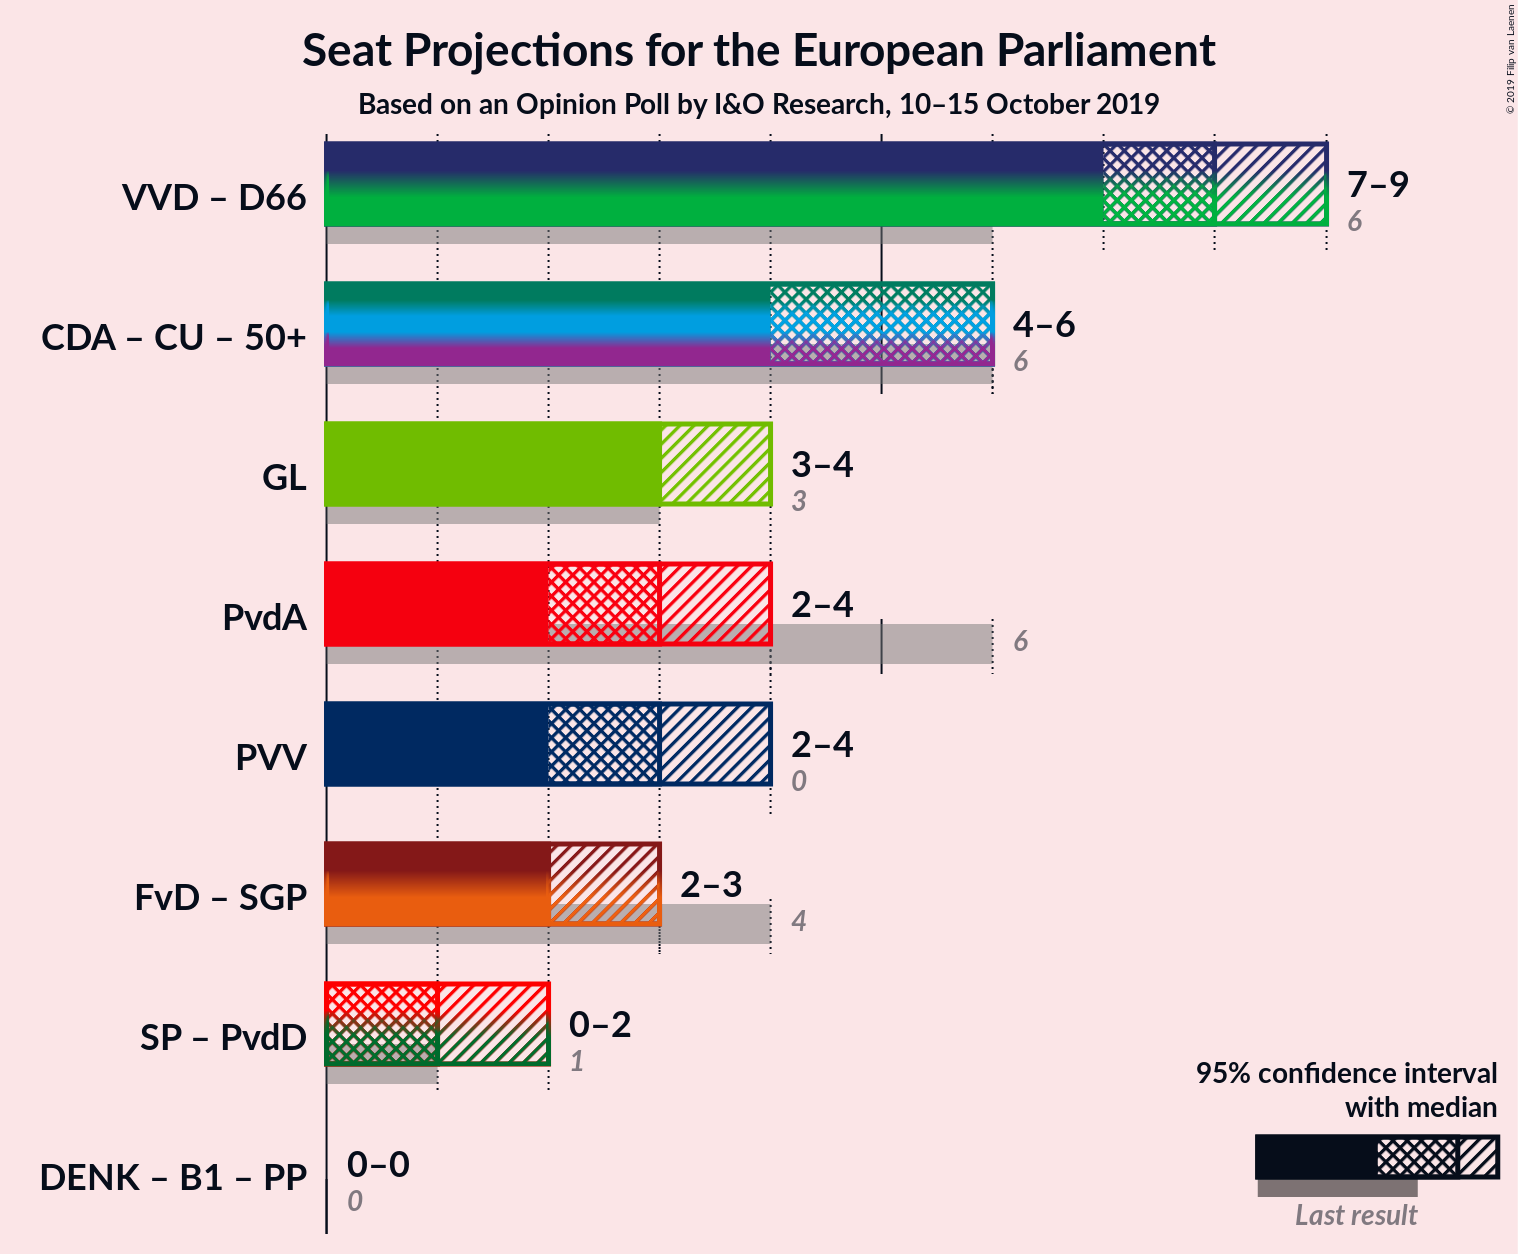 Seat Projections for the European Parliament
Based on an Opinion Poll by I&O Research, 10–15 October 2019
© 2019 Filip van Laenen
VVD – D66
7–9
6
CDA – CU – 50+
4–6
6
GL
3–4
3
PvdA
2–4
6
PVV
2–4
0
FvD – SGP
2–3
4
SP – PvdD
0–2
1
DENK – B1 – PP
0–0
0
95% confidence interval
with median
Last result